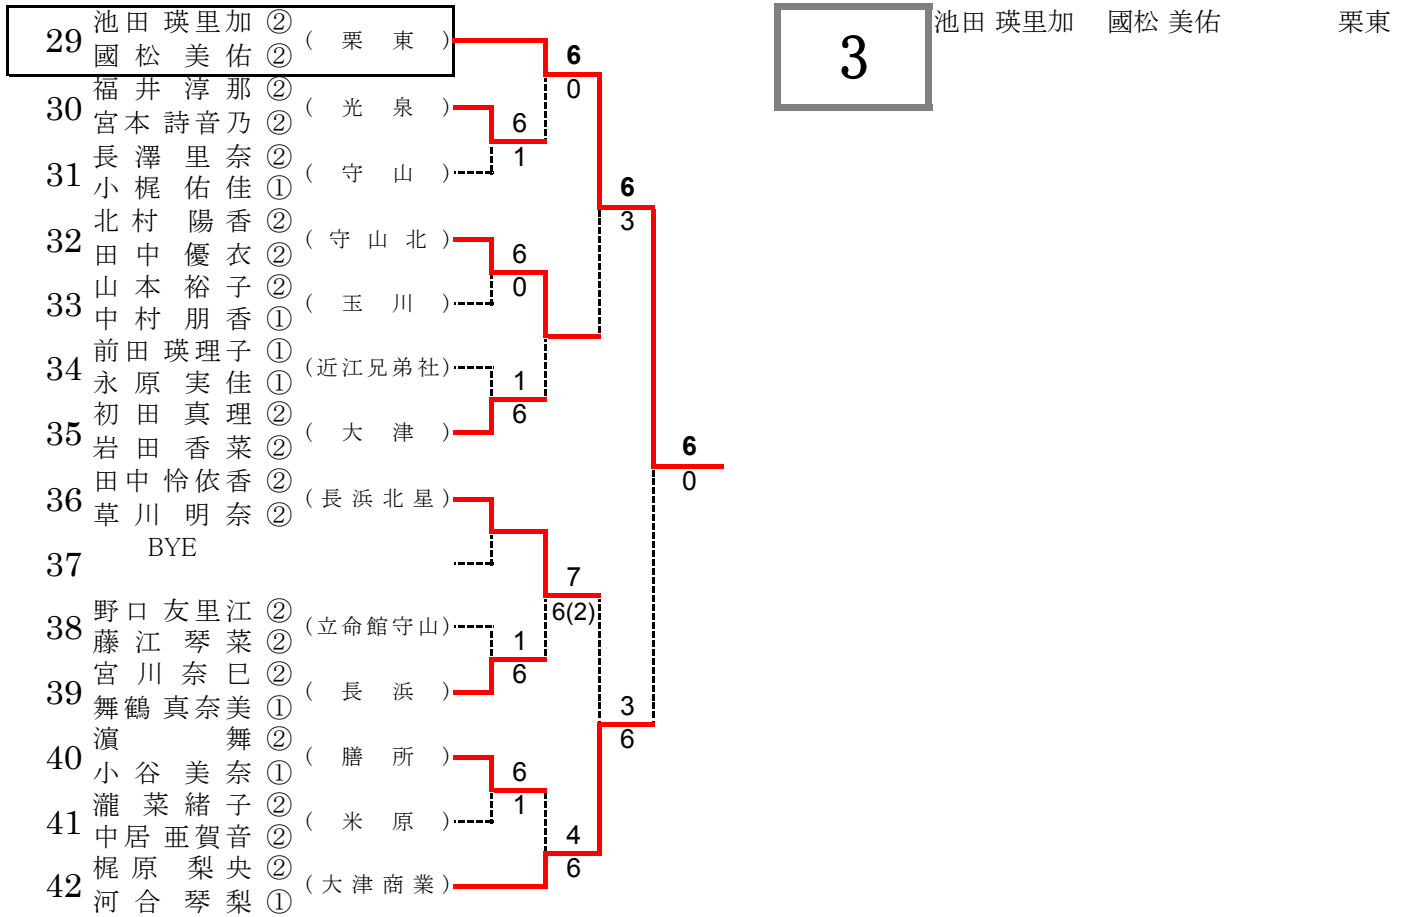 29 池田 瑛里加 ② (栗東)
國松 美佑 ②
30 福井 淳那 ② (光泉)
宮本 詩音乃 ②
31 長澤 里奈 ② (守山)
小梶 佑佳 ①
32 北村 陽香 ② (守山北)
田中 優衣 ②
33 山本 裕子 ② (玉川)
中村 朋香 ①
34 前田 瑛理子 ① (近江兄弟社)
永原 実佳 ①
35 初田 真理 ② (大津)
岩田 香菜 ②
36 田中 怜依香 ② (長浜北星)
草川 明奈 ②
37 BYE
38 野口 友里江 ② (立命館守山)
藤江 琴菜 ②
39 宮川 奈巳 ② (長浜)
舞鶴 真奈美 ①
40 濵 舞 ② (膳所)
小谷 美奈 ①
41 瀧 菜緒子 ② (米原)
中居 亜賀音 ②
42 梶原 梨央 ② (大津商業)
河合 琴梨 ①
6
1
6
0
1
6
1
6
6
1
6
0
7
6(2)
4
6
6
3
3
6
6
0
3
池田 瑛里加 國松 美佑 栗東